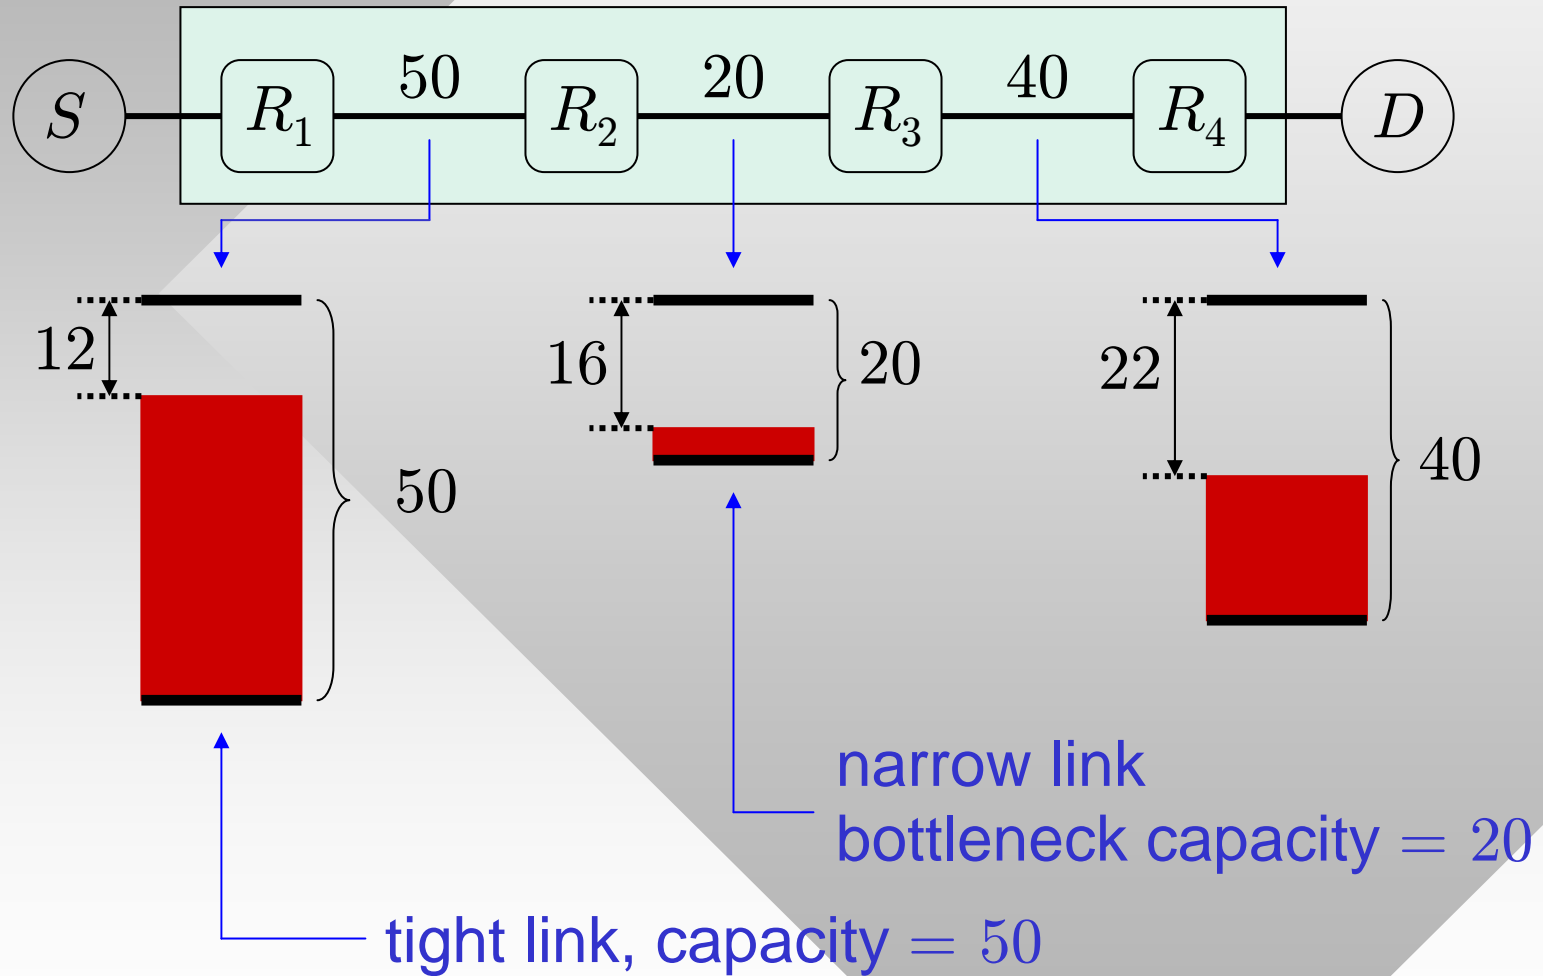 S R₁ 50 R₂ 20 R₃ 40 R₄ D
12 50
16 20
22 40
narrow link
bottleneck capacity = 20
tight link, capacity = 50